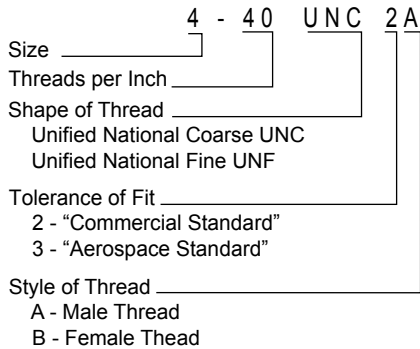 4 - 40 UNC 2A
Size
Threads per Inch
Shape of Thread
Unified National Coarse UNC
Unified National Fine UNF
Tolerance of Fit
2 - “Commercial Standard”
3 - “Aerospace Standard”
Style of Thread
A - Male Thread
B - Female Thead